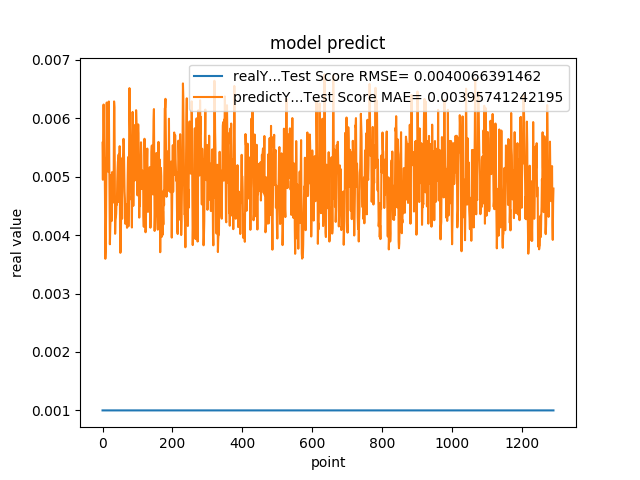 model predict
realY...Test Score RMSE= 0.0040066391462
predictY...Test Score MAE= 0.00395741242195
0.007
0.006
0.005
0.004
0.003
0.002
0.001
real value
0 200 400 600 800 1000 1200
point